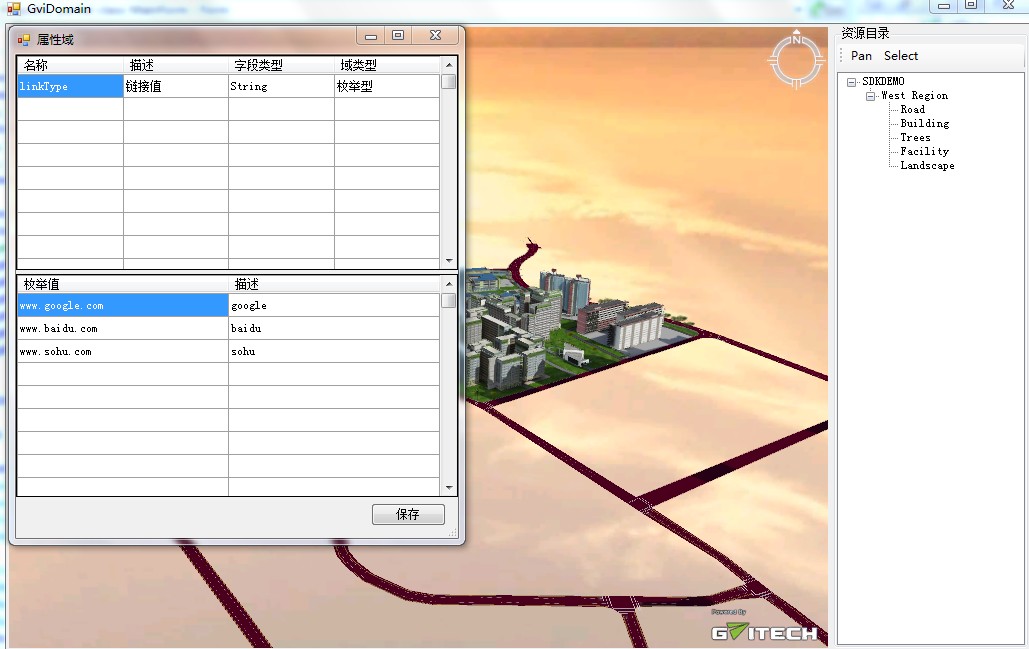 GviDomain
属性域
名称 描述 字段类型 域类型
linkType 链接值 String 枚举型
枚举值 描述
www.google.com google
www.baidu.com baidu
www.sohu.com sohu
保存
N
Powered By
GVITECH
资源目录
Pan Select
SDKDEMO
West Region
Road
Building
Trees
Facility
Landscape